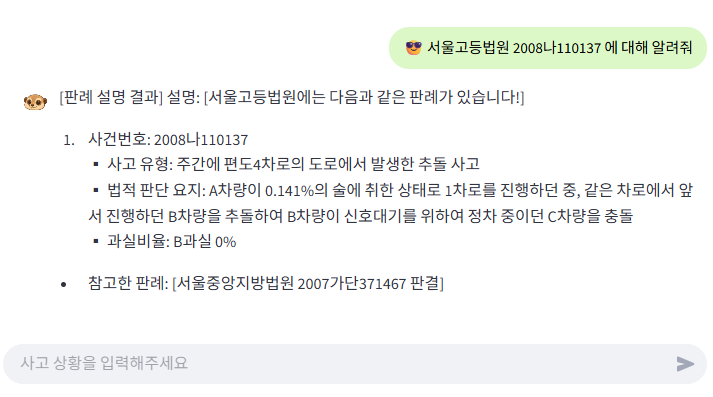 서울고등법원 2008나110137 에 대해 알려줘
[판례 설명 결과] 설명: [서울고등법원에는 다음과 같은 판례가 있습니다!]
1. 사건번호: 2008나110137
▪ 사고 유형: 주간에 편도4차로의 도로에서 발생한 추돌 사고
▪ 법적 판단 요지: A차량이 0.141%의 술에 취한 상태로 1차로를 진행하던 중, 같은 차로에서 앞
서 진행하던 B차량을 추돌하여 B차량이 신호대기를 위하여 정차 중이던 C차량을 충돌
▪ 과실비율: B과실 0%
• 참고한 판례: [서울중앙지방법원 2007가단371467 판결]
사고 상황을 입력해주세요